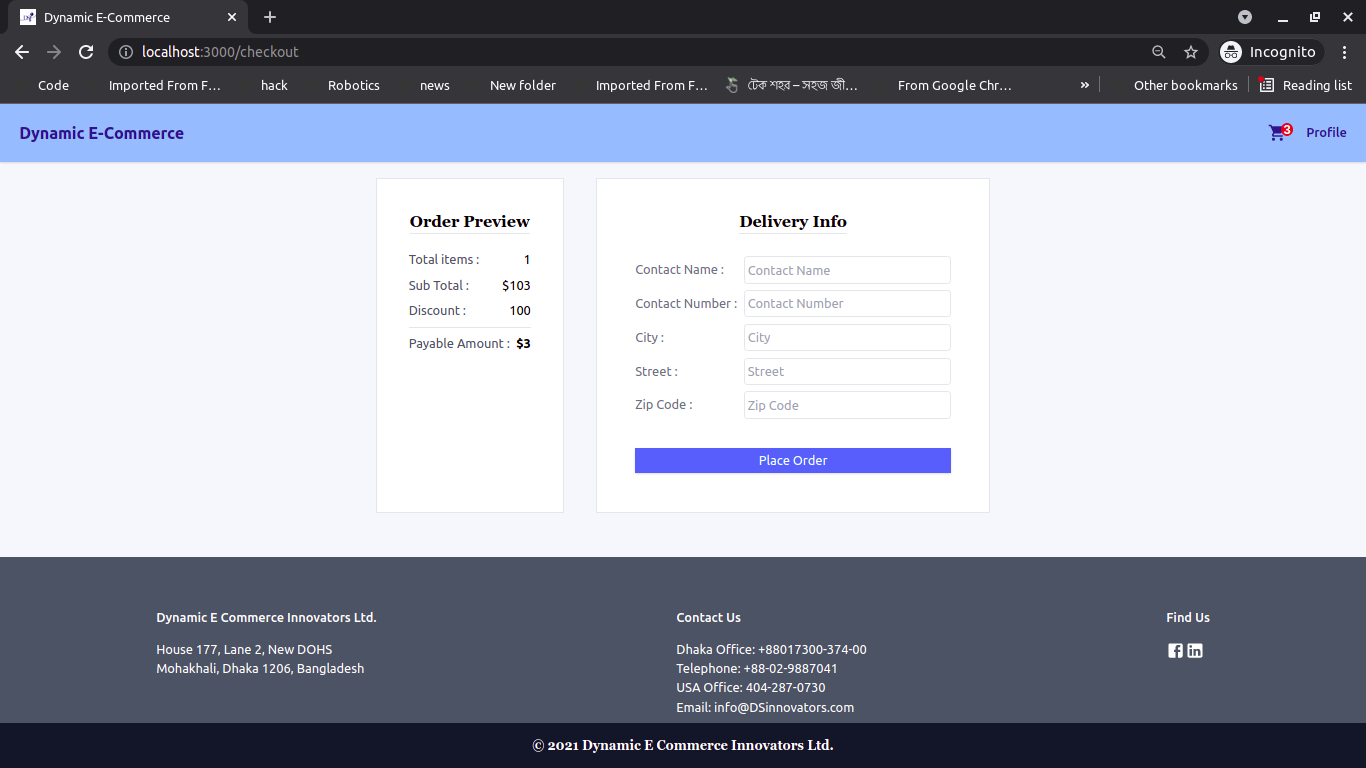 Dynamic E-Commerce
localhost:3000/checkout
Incognito
Code
Imported From F...
hack
Robotics
news
New folder
Imported From F...
টেক শহর – সহজ জী...
From Google Chr...
»
Other bookmarks
Reading list
Dynamic E-Commerce
3
Profile
Order Preview
Total items : 1
Sub Total : $103
Discount : 100
Payable Amount : $3
Delivery Info
Contact Name : Contact Name
Contact Number : Contact Number
City : City
Street : Street
Zip Code : Zip Code
Place Order
Dynamic E Commerce Innovators Ltd.
House 177, Lane 2, New DOHS
Mohakhali, Dhaka 1206, Bangladesh
Contact Us
Dhaka Office: +88017300-374-00
Telephone: +88-02-9887041
USA Office: 404-287-0730
Email: info@DSinnovators.com
Find Us
© 2021 Dynamic E Commerce Innovators Ltd.